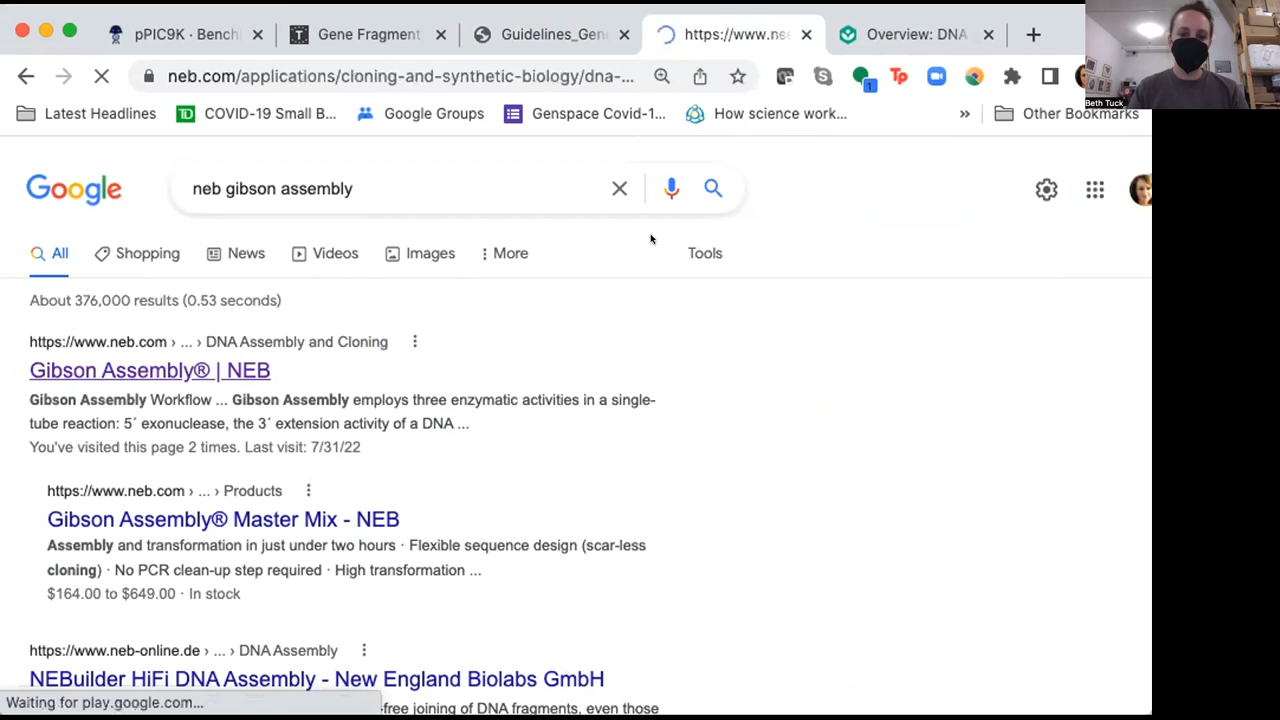 pPIC9K · Bench
Gene Fragment
Guidelines_Gen
https://www.ne
Overview: DNA
neb.com/applications/cloning-and-synthetic-biology/dna-...
1
Tp
Beth Tuck
Latest Headlines
TD
COVID-19 Small B...
Google Groups
Genspace Covid-1...
How science work...
»
Other Bookmarks
Google
neb gibson assembly
All
Shopping
News
Videos
Images
More
Tools
About 376,000 results (0.53 seconds)
https://www.neb.com › ... › DNA Assembly and Cloning
Gibson Assembly® | NEB
Gibson Assembly Workflow ... Gibson Assembly employs three enzymatic activities in a single-
tube reaction: 5´ exonuclease, the 3´ extension activity of a DNA ...
You've visited this page 2 times. Last visit: 7/31/22
https://www.neb.com › ... › Products
Gibson Assembly® Master Mix - NEB
Assembly and transformation in just under two hours · Flexible sequence design (scar-less
cloning) · No PCR clean-up step required · High transformation ...
$164.00 to $649.00 · In stock
https://www.neb-online.de › ... › DNA Assembly
NEBuilder HiFi DNA Assembly - New England Biolabs GmbH
-free joining of DNA fragments, even those
Waiting for play.google.com...